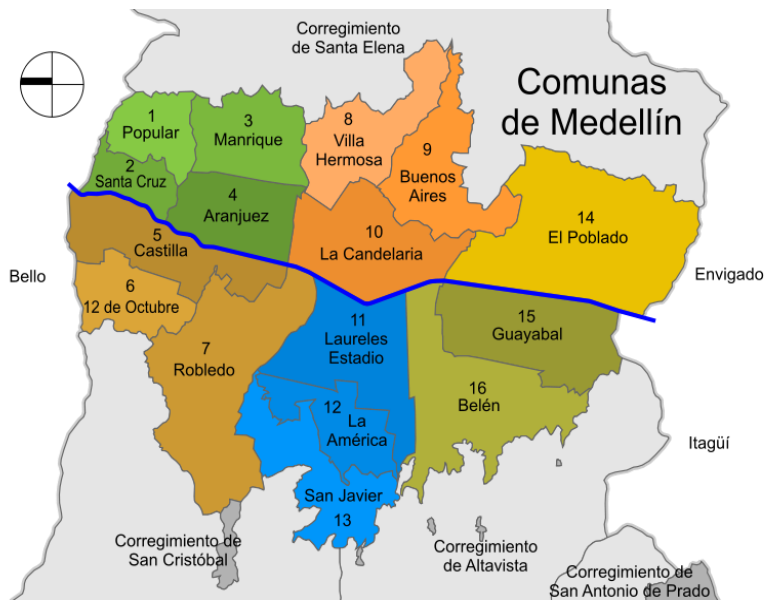 Corregimiento
de Santa Elena
Comunas
de Medellín
1
Popular
3
Manrique
8
Villa
Hermosa
9
Buenos
Aires
2
Santa Cruz
4
Aranjuez
14
El Poblado
5
Castilla
10
La Candelaria
Bello
Envigado
6
12 de Octubre
11
Laureles
Estadio
15
Guayabal
7
Robledo
16
Belén
12
La
América
Itagüí
San Javier
13
Corregimiento de
San Cristóbal
Corregimiento
de Altavista
Corregimiento de
San Antonio de Prado